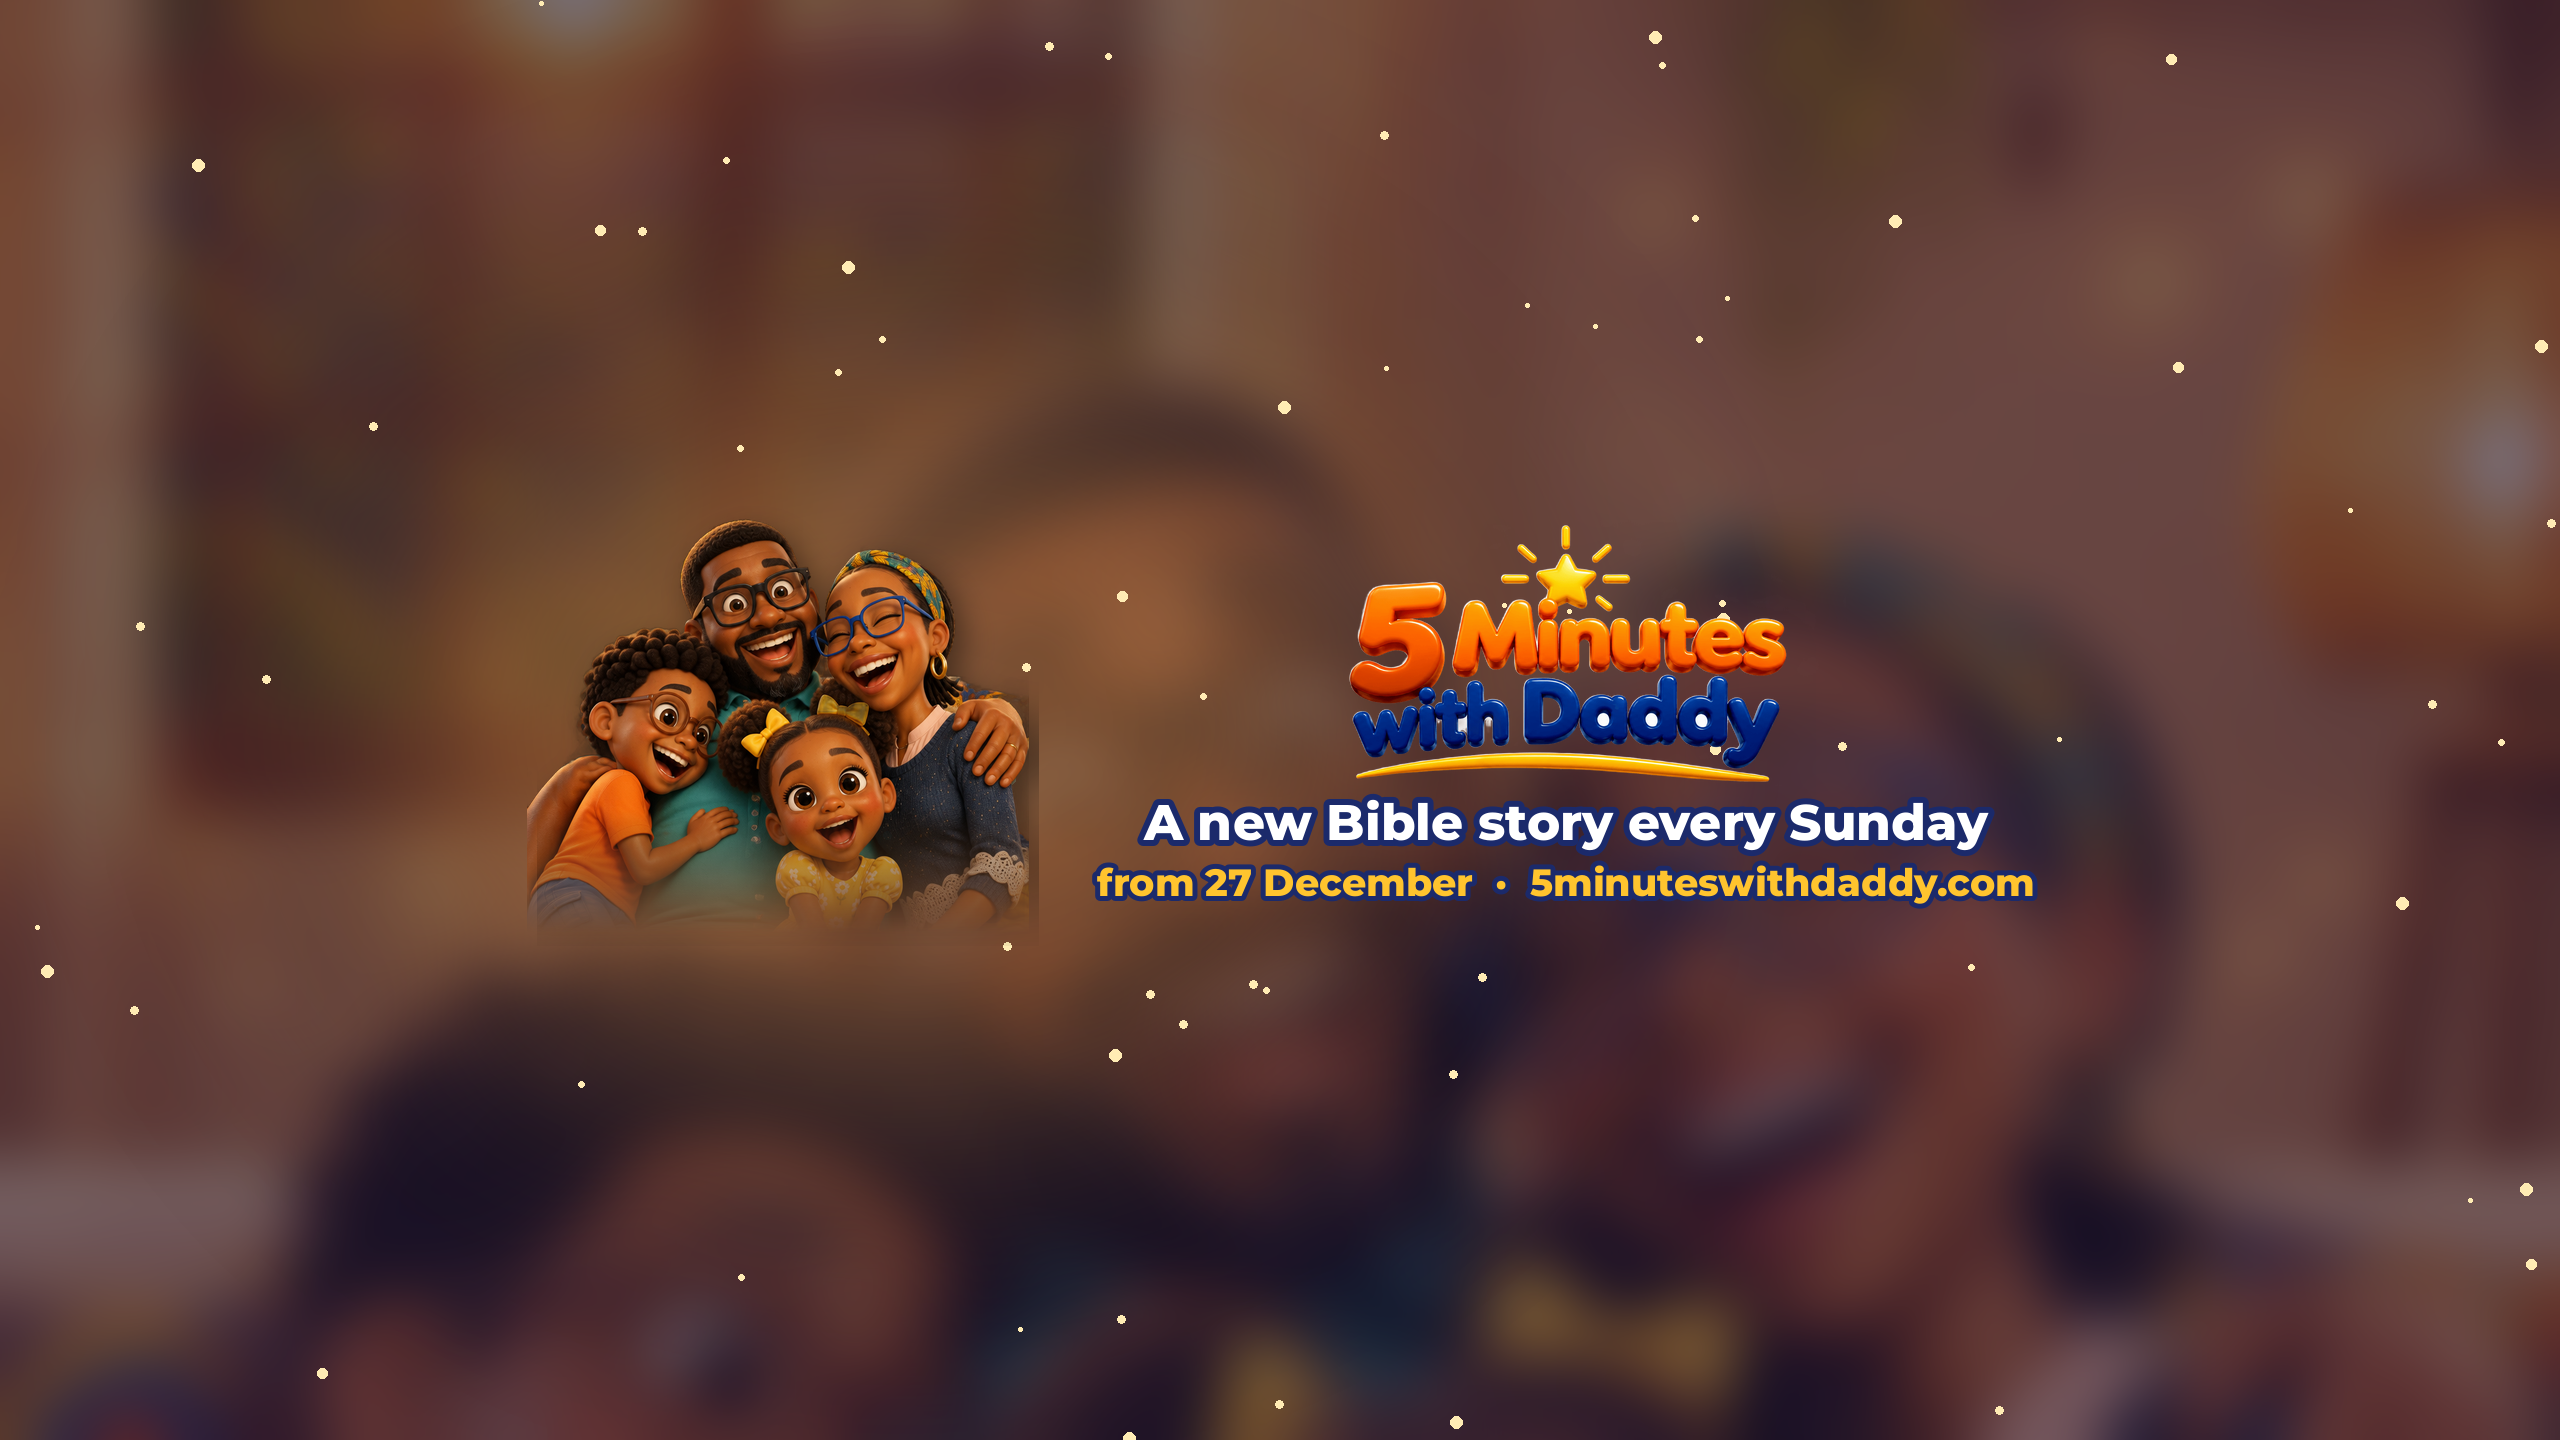 5 Minutes
with Daddy
A new Bible story every Sunday
from 27 December · 5minuteswithdaddy.com